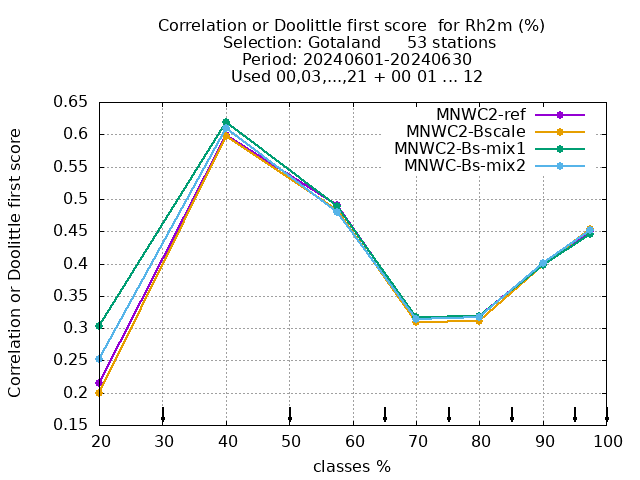 Correlation or Doolittle first score  for Rh2m (%)
Selection: Gotaland     53 stations
Period: 20240601-20240630
Used 00,03,...,21 + 00 01 ... 12
Correlation or Doolittle first score
0.65
0.6
0.55
0.5
0.45
0.4
0.35
0.3
0.25
0.2
0.15
MNWC2-ref
MNWC2-Bscale
MNWC2-Bs-mix1
MNWC-Bs-mix2
20 30 40 50 60 70 80 90 100
classes %